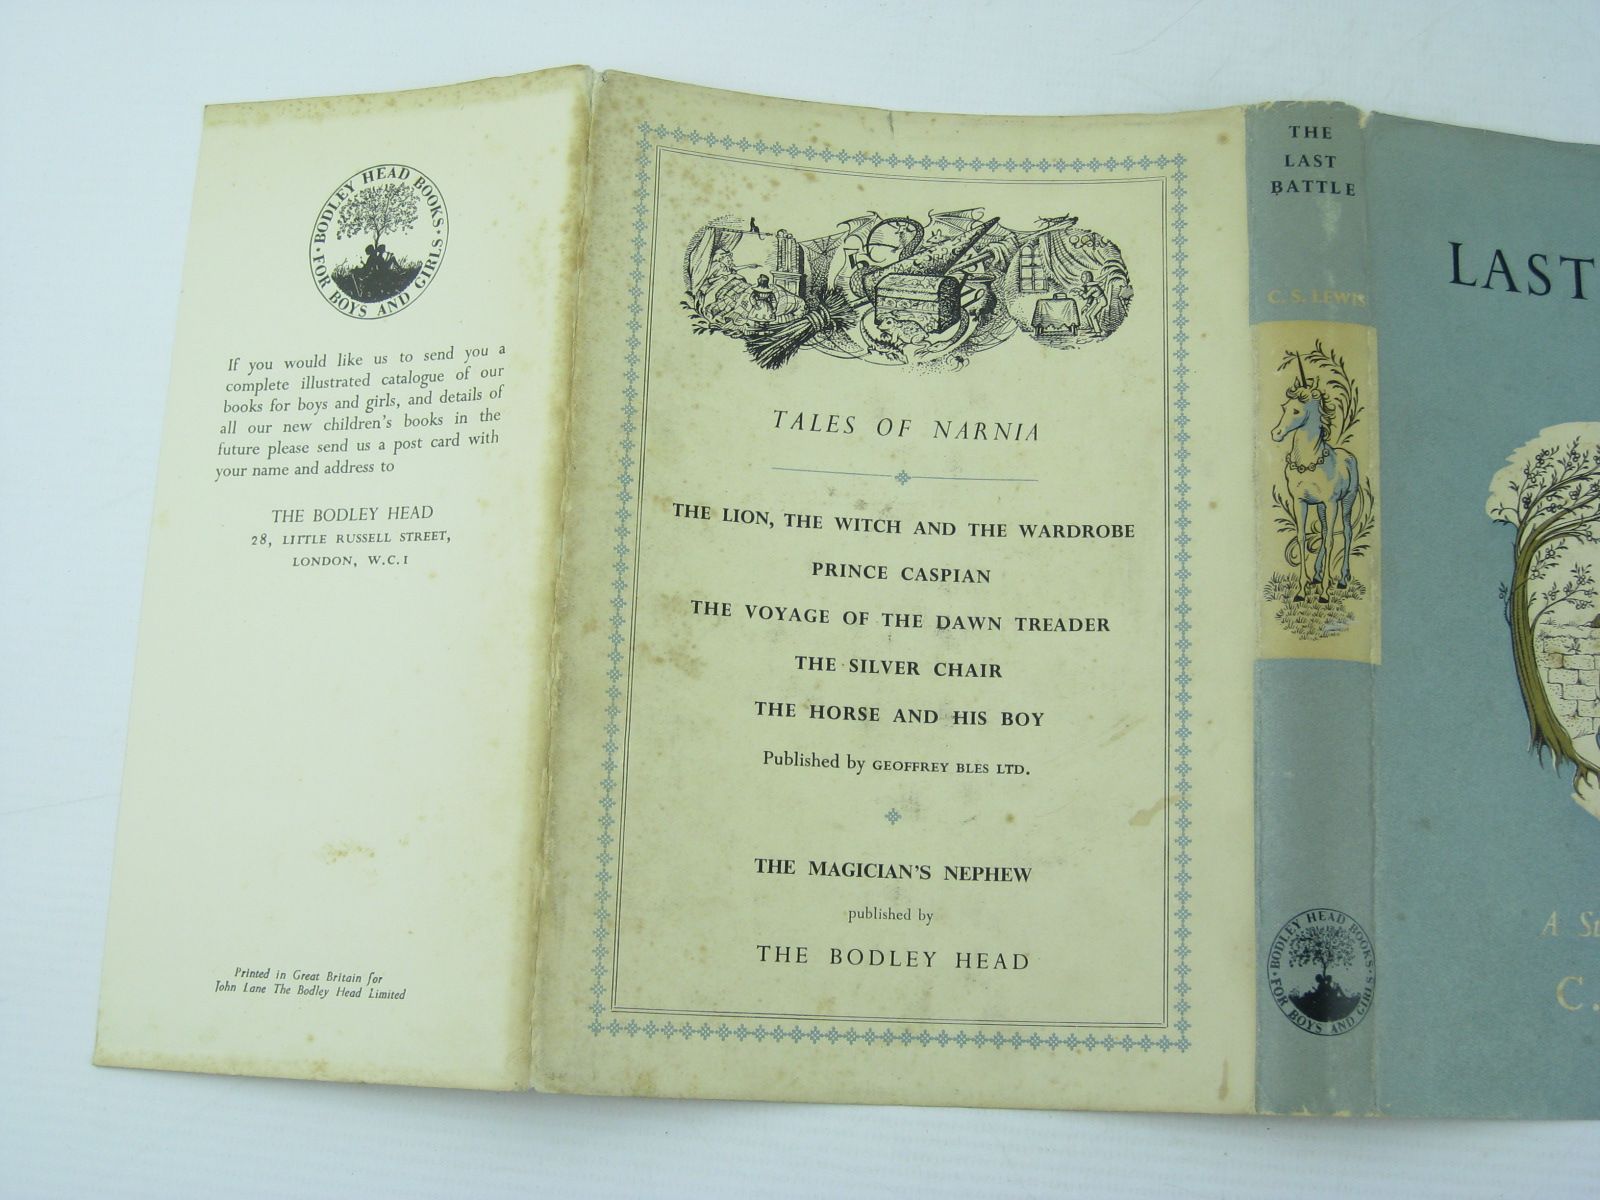 BODLEY HEAD BOOKS · FOR BOYS AND GIRLS ·
If you would like us to send you a
complete illustrated catalogue of our
books for boys and girls, and details of
all our new children's books in the
future please send us a post card with
your name and address to
THE BODLEY HEAD
28, LITTLE RUSSELL STREET,
LONDON, W.C.1
Printed in Great Britain for
John Lane The Bodley Head Limited
TALES OF NARNIA
THE LION, THE WITCH AND THE WARDROBE
PRINCE CASPIAN
THE VOYAGE OF THE DAWN TREADER
THE SILVER CHAIR
THE HORSE AND HIS BOY
Published by GEOFFREY BLES LTD.
THE MAGICIAN'S NEPHEW
published by
THE BODLEY HEAD
THE
LAST
BATTLE
C. S. LEWIS
BODLEY HEAD BOOKS · FOR BOYS AND GIRLS ·
LAST
A
C.